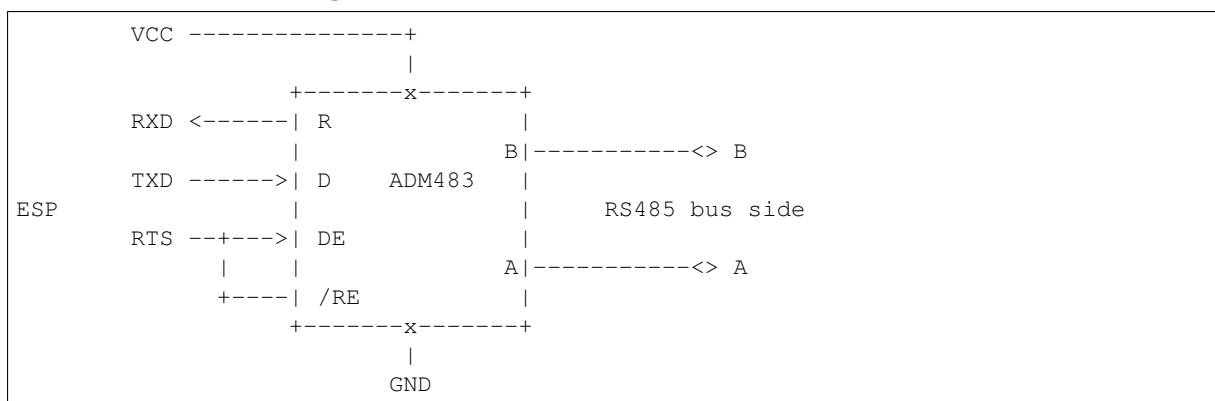 VCC ---------------+
|
+-------x-------+
RXD <------| R |
| B|-----------<> B
TXD ------>| D ADM483 |
ESP | | RS485 bus side
RTS --+--->| DE |
| | A|-----------<> A
+----| /RE |
+-------x-------+
|
GND